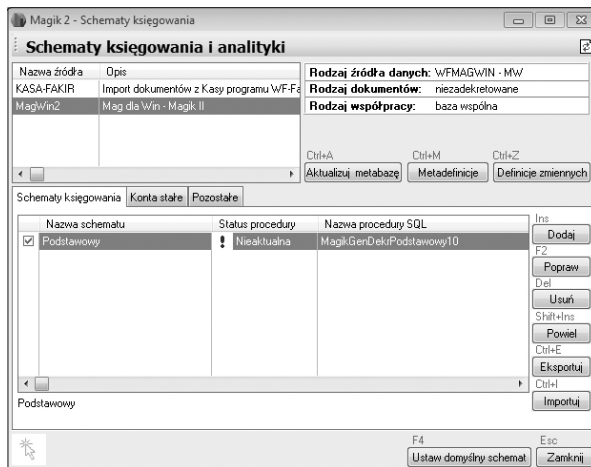 Magik 2 - Schematy księgowania
Schematy księgowania i analityki
Nazwa źródła Opis
KASA-FAKIR Import dokumentów z Kasy programu WF-Fa
MagWin2 Mag dla Win - Magik II
Rodzaj źródła danych: WFMAGWIN - MW
Rodzaj dokumentów: niezadekretowane
Rodzaj współpracy: baza wspólna
Ctrl+A Ctrl+M Ctrl+Z
Aktualizuj metabazę Metadefinicje Definicje zmiennych
Schematy księgowania Konta stałe Pozostałe
Nazwa schematu Status procedury Nazwa procedury SQL
Podstawowy Nieaktualna MagikGenDekrPodstawowy10
Ins
Dodaj
F2
Popraw
Del
Usuń
Shift+Ins
Powiel
Ctrl+E
Eksportuj
Ctrl+I
Importuj
Podstawowy
F4 Esc
Ustaw domyślny schemat Zamknij